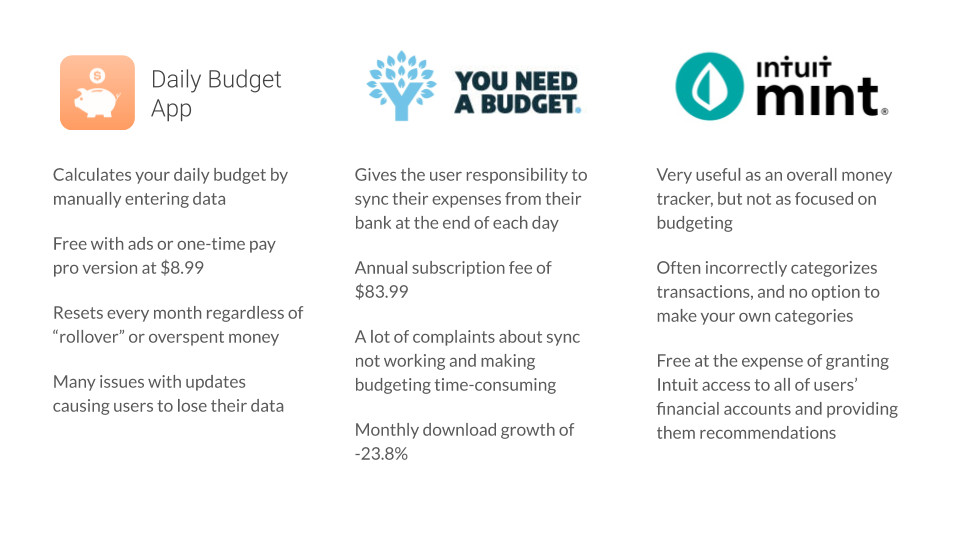 $
Daily Budget
App
Calculates your daily budget by
manually entering data
Free with ads or one-time pay
pro version at $8.99
Resets every month regardless of
“rollover” or overspent money
Many issues with updates
causing users to lose their data
YOU NEED
A BUDGET.
Gives the user responsibility to
sync their expenses from their
bank at the end of each day
Annual subscription fee of
$83.99
A lot of complaints about sync
not working and making
budgeting time-consuming
Monthly download growth of
-23.8%
ıntuıt
mınt®
Very useful as an overall money
tracker, but not as focused on
budgeting
Often incorrectly categorizes
transactions, and no option to
make your own categories
Free at the expense of granting
Intuit access to all of users’
financial accounts and providing
them recommendations